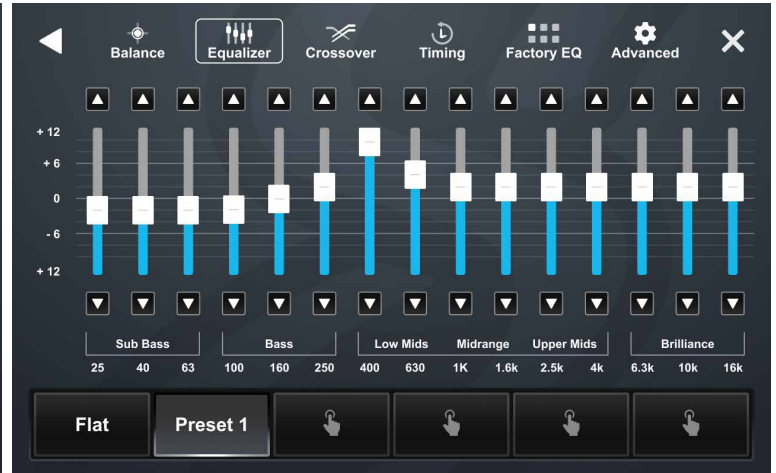 Balance Equalizer Crossover Timing Factory EQ Advanced
+ 12
+ 6
0
- 6
+ 12
Sub Bass Bass Low Mids Midrange Upper Mids Brilliance
25 40 63 100 160 250 400 630 1K 1.6k 2.5k 4k 6.3k 10k 16k
Flat Preset 1